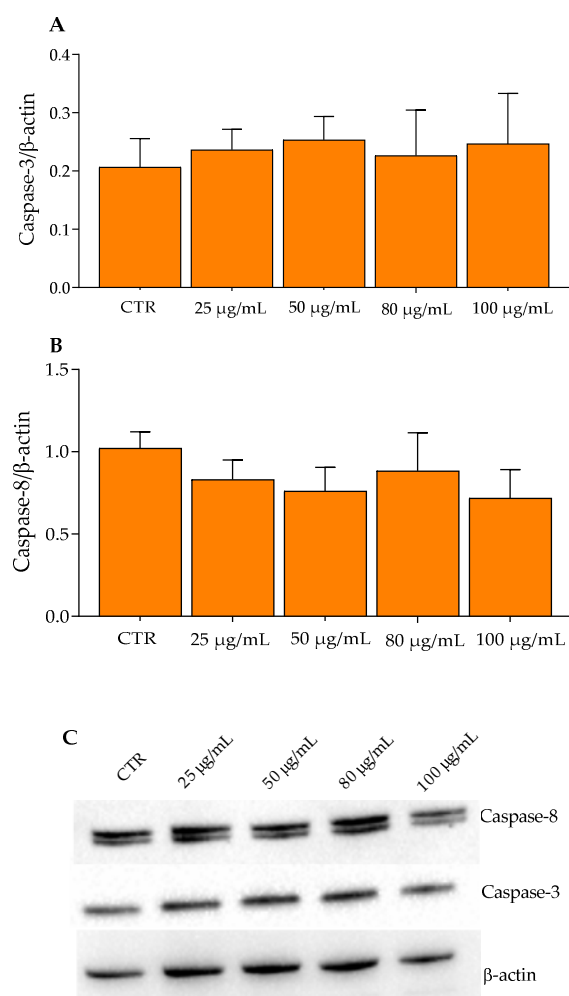 A
Caspase-3/β-actin
0.4
0.3
0.2
0.1
0.0
CTR 25 µg/mL 50 µg/mL 80 µg/mL 100 µg/mL
B
Caspase-8/β-actin
1.5
1.0
0.5
0.0
CTR 25 µg/mL 50 µg/mL 80 µg/mL 100 µg/mL
C
CTR 25 µg/mL 50 µg/mL 80 µg/mL 100 µg/mL
Caspase-8
Caspase-3
β-actin